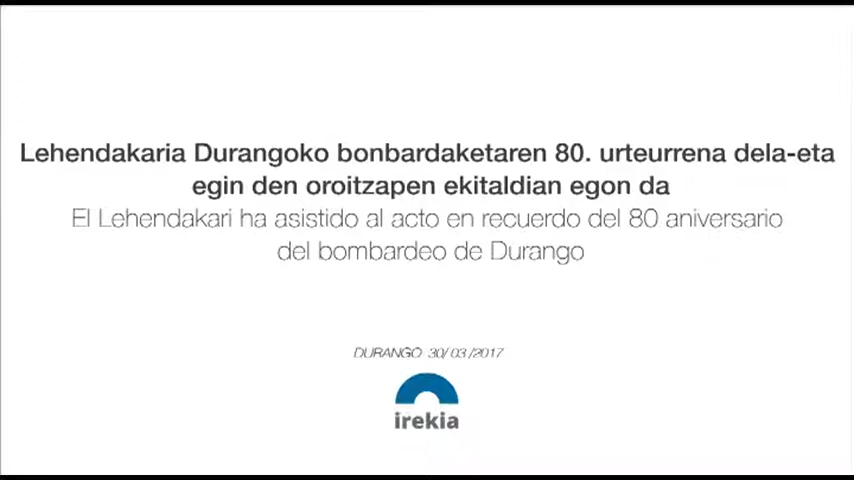 Lehendakaria Durangoko bonbardaketaren 80. urteurrena dela-eta
egin den oroitzapen ekitaldian egon da
El Lehendakari ha asistido al acto en recuerdo del 80 aniversario
del bombardeo de Durango
DURANGO 30/03/2017
irekia